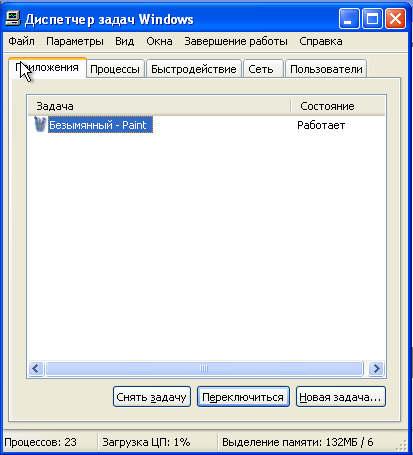 Диспетчер задач Windows
Файл Параметры Вид Окна Завершение работы Справка
Приложения Процессы Быстродействие Сеть Пользователи
Задача Состояние
Безымянный - Paint Работает
Снять задачу Переключиться Новая задача...
Процессов: 23 Загрузка ЦП: 1% Выделение памяти: 132МБ / 6